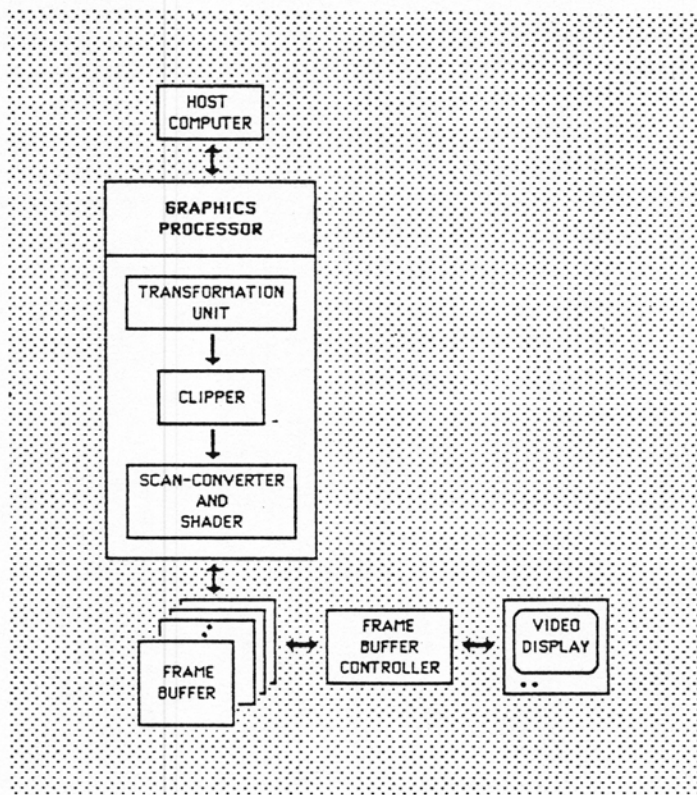 HOST
COMPUTER
GRAPHICS
PROCESSOR
TRANSFORMATION
UNIT
CLIPPER
SCAN-CONVERTER
AND
SHADER
FRAME
BUFFER
FRAME
BUFFER
CONTROLLER
VIDEO
DISPLAY